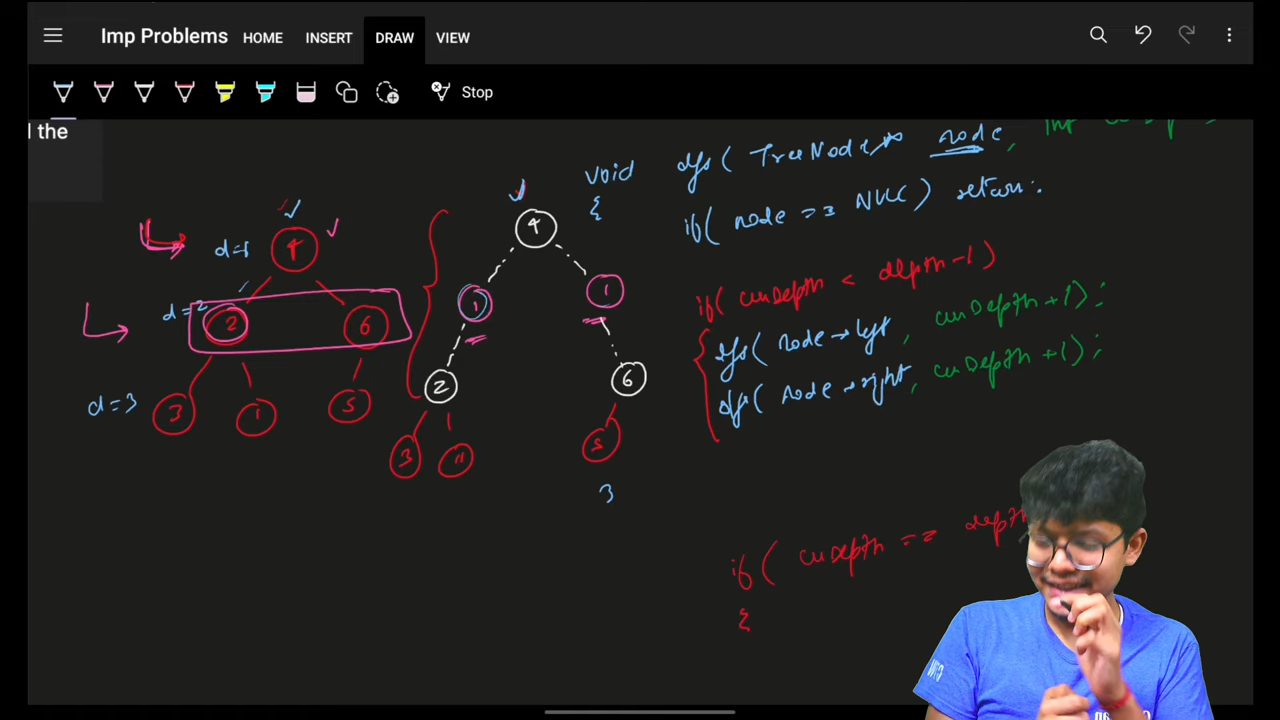 Imp Problems HOME INSERT DRAW VIEW
Stop
d the
void dfs( TreeNode* node,
{
if( node == NULL) return;
if( curDepth < depth-1)
{
dfs( node→left, curDepth+1);
dfs( node→right, curDepth+1);
if( curDepth == depth
{
d=1 4
d=2 2 6
d=3 3 1 5
4
1 1
2 6
3 11 5
3